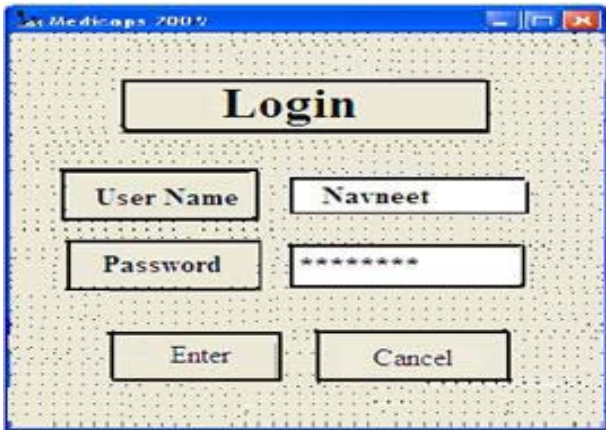 Medicaps 2009
Login
User Name Navneet
Password ********
Enter Cancel